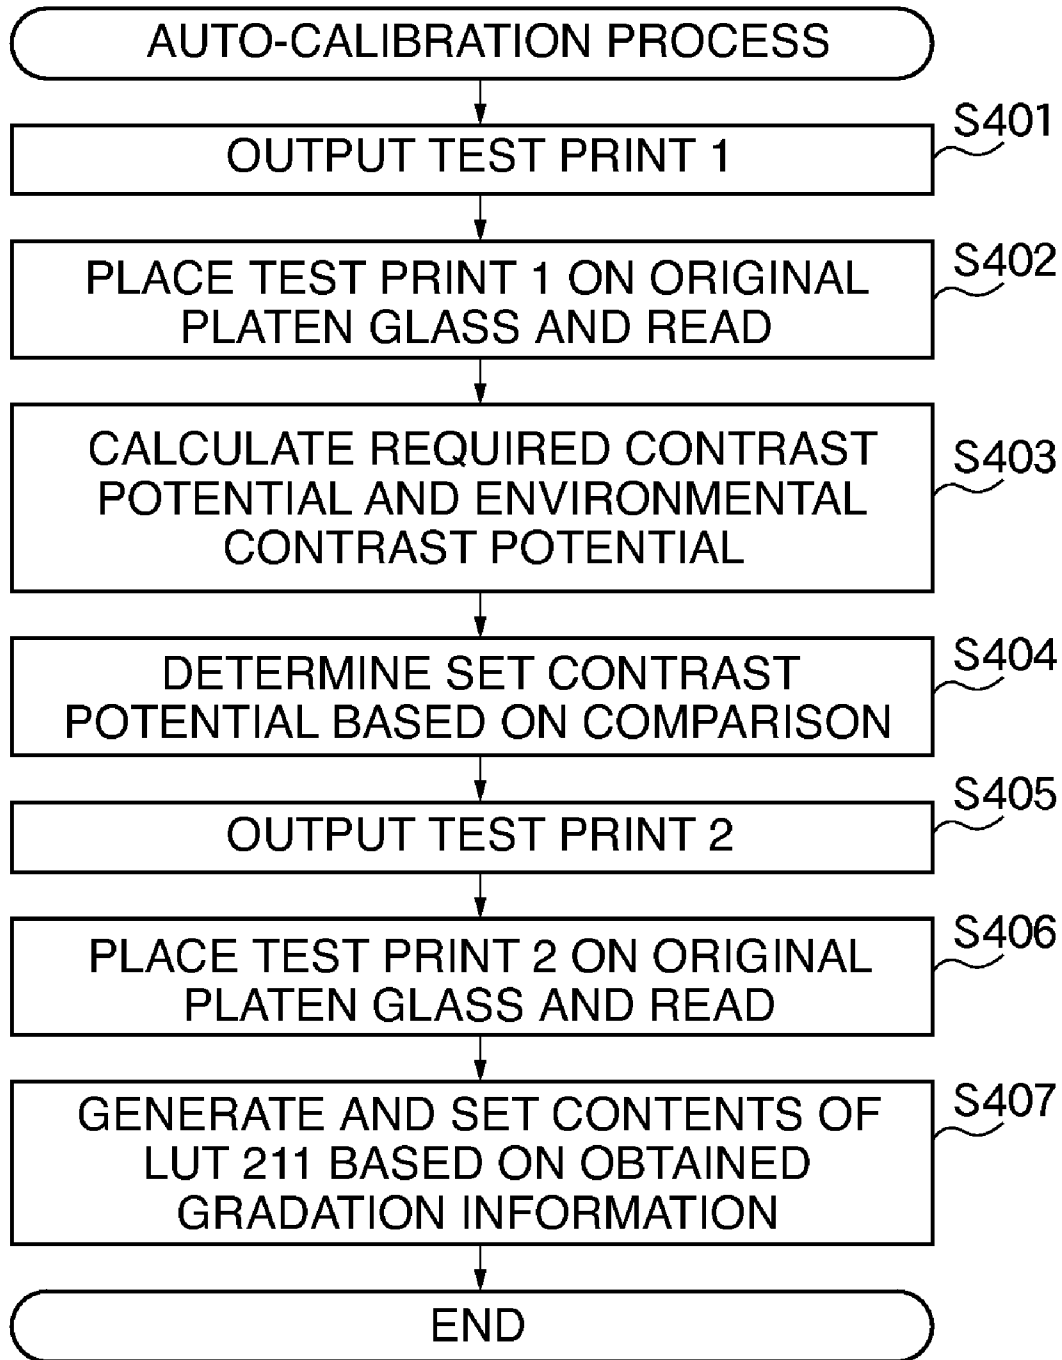 AUTO-CALIBRATION PROCESS
S401
OUTPUT TEST PRINT 1
S402
PLACE TEST PRINT 1 ON ORIGINAL
PLATEN GLASS AND READ
S403
CALCULATE REQUIRED CONTRAST
POTENTIAL AND ENVIRONMENTAL
CONTRAST POTENTIAL
S404
DETERMINE SET CONTRAST
POTENTIAL BASED ON COMPARISON
S405
OUTPUT TEST PRINT 2
S406
PLACE TEST PRINT 2 ON ORIGINAL
PLATEN GLASS AND READ
S407
GENERATE AND SET CONTENTS OF
LUT 211 BASED ON OBTAINED
GRADATION INFORMATION
END